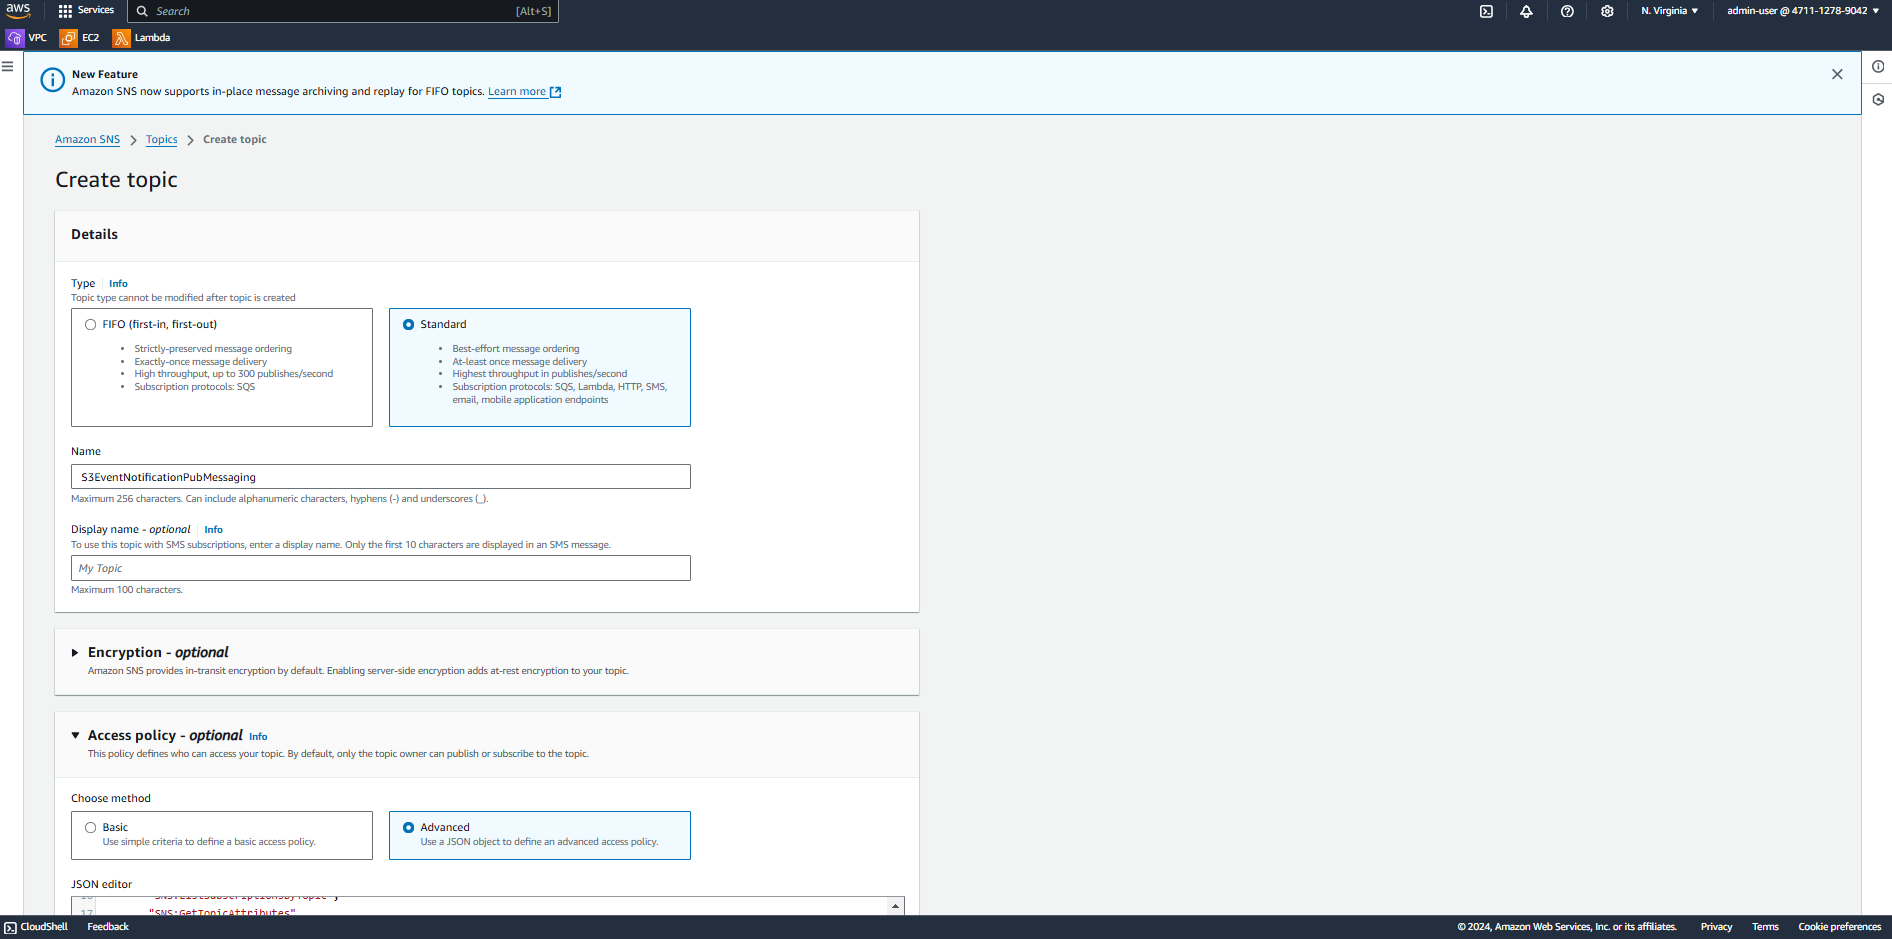 aws
Services
Search
[Alt+S]
N. Virginia
admin-user @ 4711-1278-9042
VPC
EC2
Lambda
New Feature
Amazon SNS now supports in-place message archiving and replay for FIFO topics. Learn more
Amazon SNS
Topics
Create topic
Create topic
Details
Type
Info
Topic type cannot be modified after topic is created
FIFO (first-in, first-out)
• Strictly-preserved message ordering
• Exactly-once message delivery
• High throughput, up to 300 publishes/second
• Subscription protocols: SQS
Standard
• Best-effort message ordering
• At-least once message delivery
• Highest throughput in publishes/second
• Subscription protocols: SQS, Lambda, HTTP, SMS,
email, mobile application endpoints
Name
S3EventNotificationPubMessaging
Maximum 256 characters. Can include alphanumeric characters, hyphens (-) and underscores (_).
Display name - optional
Info
To use this topic with SMS subscriptions, enter a display name. Only the first 10 characters are displayed in an SMS message.
My Topic
Maximum 100 characters.
Encryption - optional
Amazon SNS provides in-transit encryption by default. Enabling server-side encryption adds at-rest encryption to your topic.
Access policy - optional Info
This policy defines who can access your topic. By default, only the topic owner can publish or subscribe to the topic.
Choose method
Basic
Use simple criteria to define a basic access policy.
Advanced
Use a JSON object to define an advanced access policy.
JSON editor
16 "SNS:ListSubscriptionsByTopic",
17 "SNS:GetTopicAttributes"
CloudShell
Feedback
© 2024, Amazon Web Services, Inc. or its affiliates.
Privacy
Terms
Cookie preferences